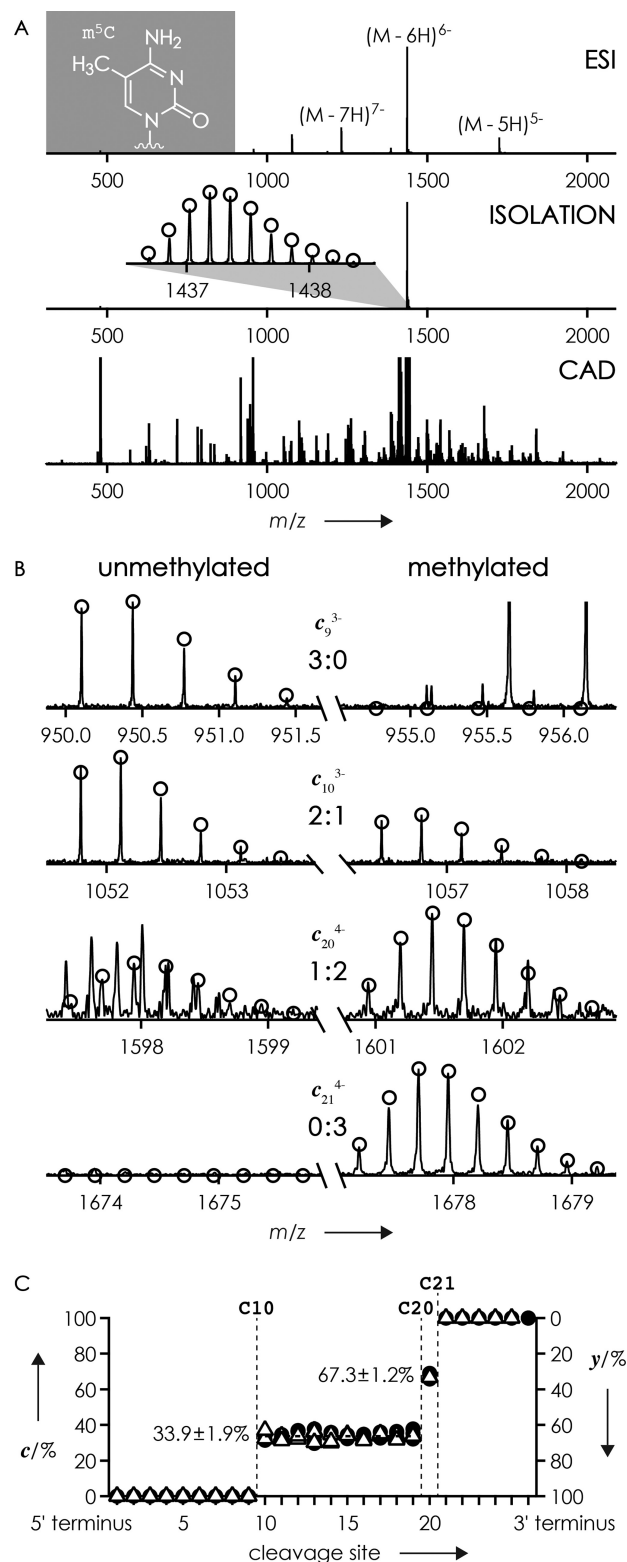 A
m⁵C
NH₂
H₃C
N
N
O
(M - 6H)⁶⁻
(M - 7H)⁷⁻
(M - 5H)⁵⁻
ESI
500 1000 1500 2000
ISOLATION
1437 1438
500 1000 1500 2000
CAD
500 1000 1500 2000
m/z
B
unmethylated methylated
c₉³⁻
3:0
950.0 950.5 951.0 951.5 955.0 955.5 956.0
c₁₀³⁻
2:1
1052 1053 1057 1058
c₂₀⁴⁻
1:2
1598 1599 1601 1602
c₂₁⁴⁻
0:3
1674 1675 1678 1679
m/z
C
C21
C10 C20
100 0
80 20
67.3±1.2%
60 40
y/%
c/%
33.9±1.9%
40 60
20 80
0 100
5' terminus 5 10 15 20 3' terminus
cleavage site